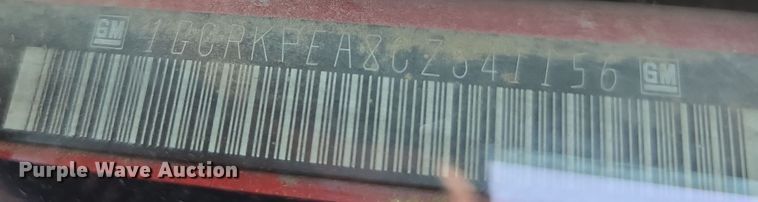 GM 1GCRKPEA8CZ341156 GM
Purple Wave Auction